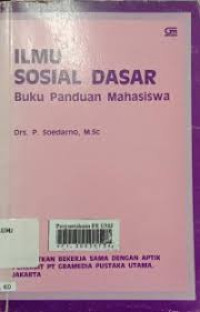 ILMU
SOSIAL DASAR
Buku Panduan Mahasiswa
Drs. P. Soedarno, M.Sc
Perpustakaan
BEKERJA SAMA DENGAN APTIK
PT GRAMEDIA PUSTAKA UTAMA,
JAKARTA